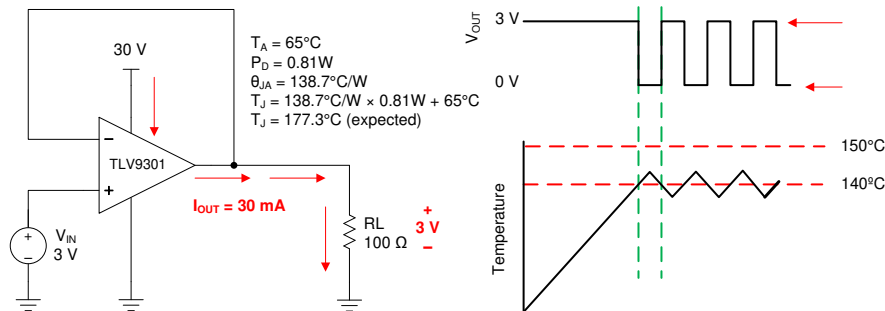 30 V
T_A = 65°C
P_D = 0.81W
θ_JA = 138.7°C/W
T_J = 138.7°C/W × 0.81W + 65°C
T_J = 177.3°C (expected)
−
TLV9301
+
I_OUT = 30 mA
+
−
V_IN
3 V
RL
100 Ω
+
3 V
−
V_OUT
3 V
0 V
Temperature
150°C
140ºC